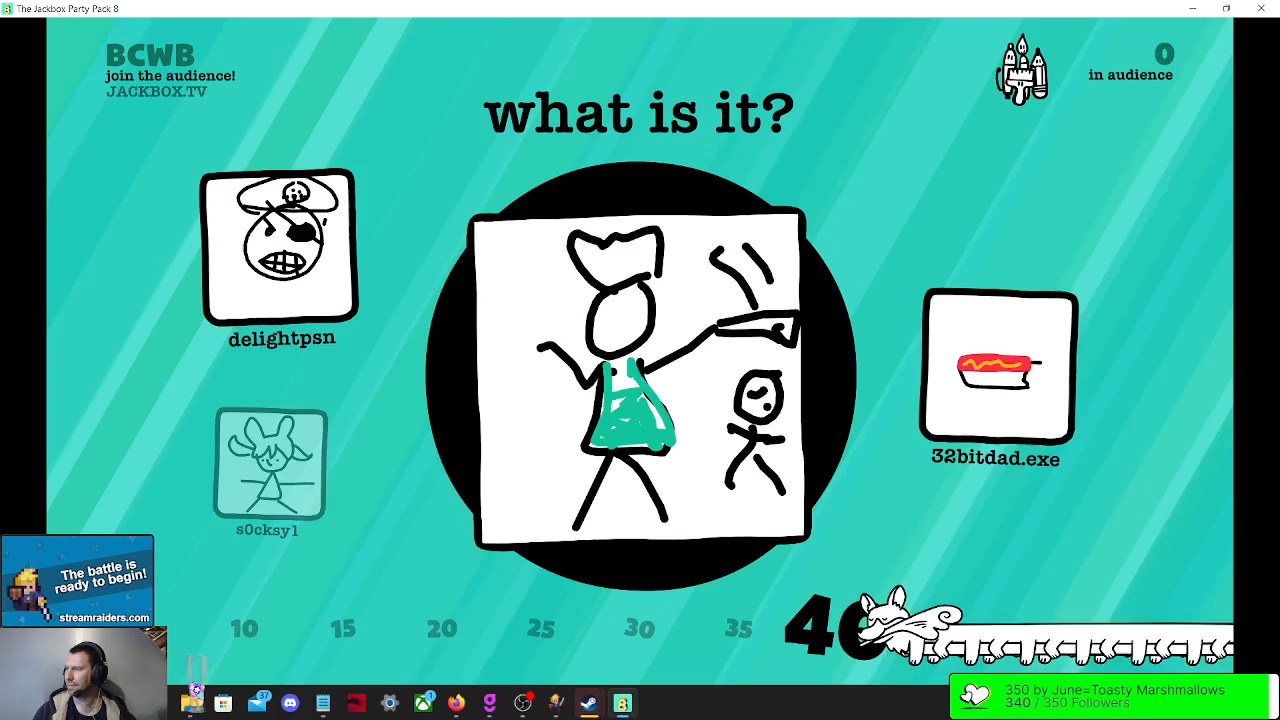 The Jackbox Party Pack 8
BCWB
join the audience!
JACKBOX.TV
0
in audience
what is it?
delightpsn
32bitdad.exe
s0cksy1
The battle is
ready to begin!
streamraiders.com
10 15 20 25 30 35 40
37
1
350 by June=Toasty Marshmallows
340 / 350 Followers